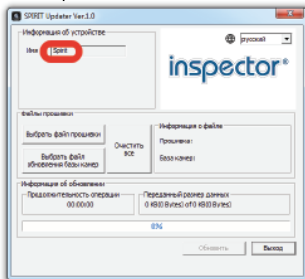 SPIRIT Updater Ver:1.0
Информация об устройстве
Имя : Spirit
русский
inspector®
Файлы прошивки
Выбрать файл прошивки
Выбрать файл обновления базы камер
Очистить все
Информация о файле
Прошивка :
База камер :
Информация об обновлении
Продолжительность операции
00:00:00
Переданный размер данных
0 KB(0 Bytes) of 0 KB(0 Bytes)
0%
Обновить
Выход